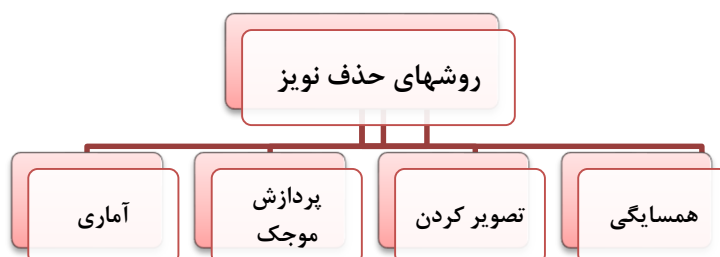 روشهای حذف نویز
همسایگی
تصویر کردن
پردازش
موجک
آماری